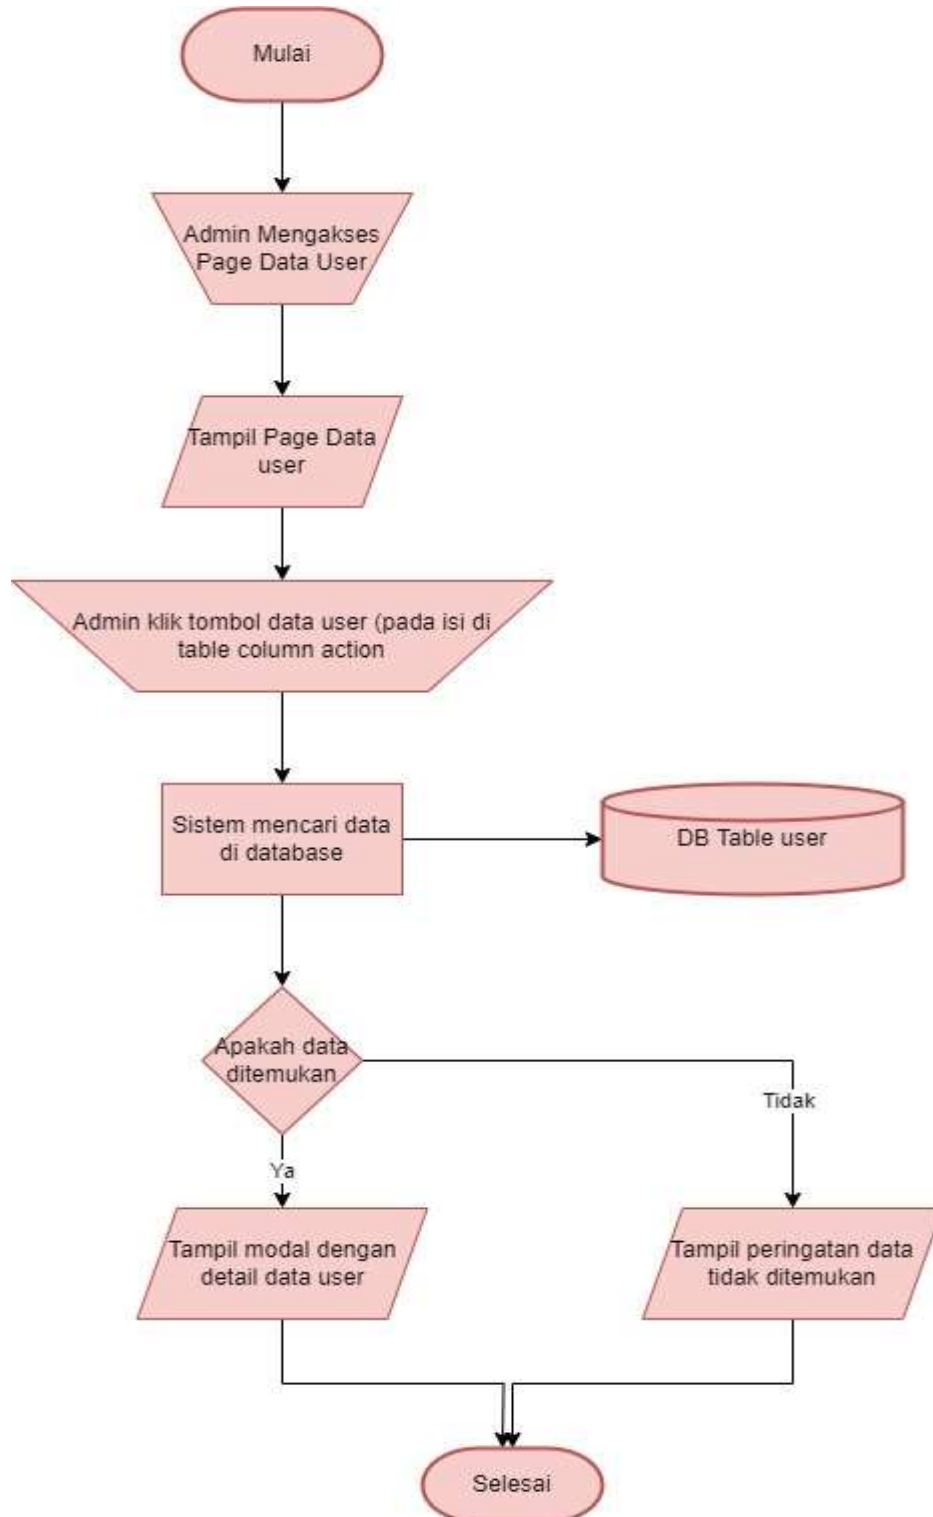 Mulai
Admin Mengakses
Page Data User
Tampil Page Data
user
Admin klik tombol data user (pada isi di
table column action
Sistem mencari data
di database
DB Table user
Apakah data
ditemukan
Tidak
Ya
Tampil modal dengan
detail data user
Tampil peringatan data
tidak ditemukan
Selesai